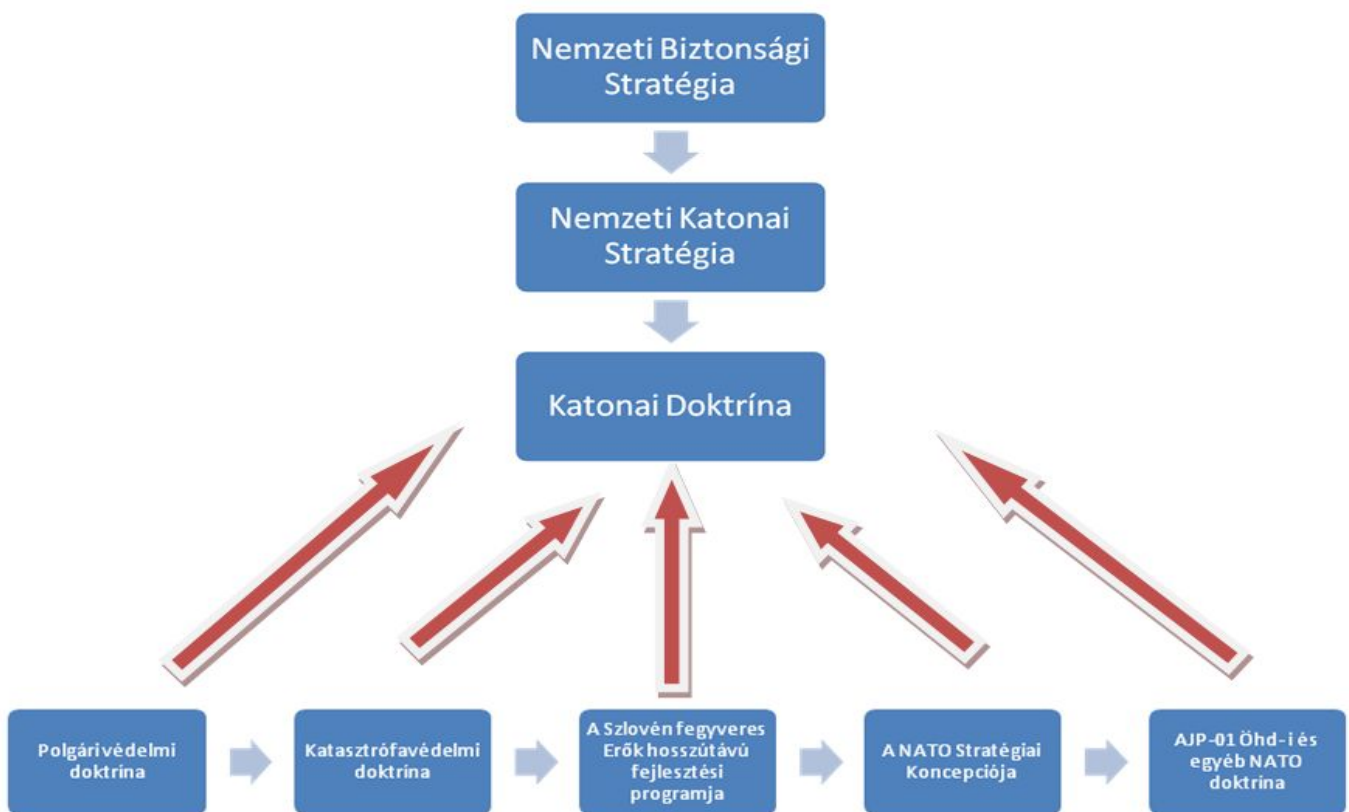 Nemzeti Biztonsági
Stratégia
Nemzeti Katonai
Stratégia
Katonai Doktrína
Polgári védelmi
doktrína
Katasztrófavédelmi
doktrína
A Szlovén fegyveres
Erők hosszútávú
fejlesztési
programja
A NATO Stratégiai
Koncepciója
AJP-01 Öhd-i és
egyéb NATO
doktrína